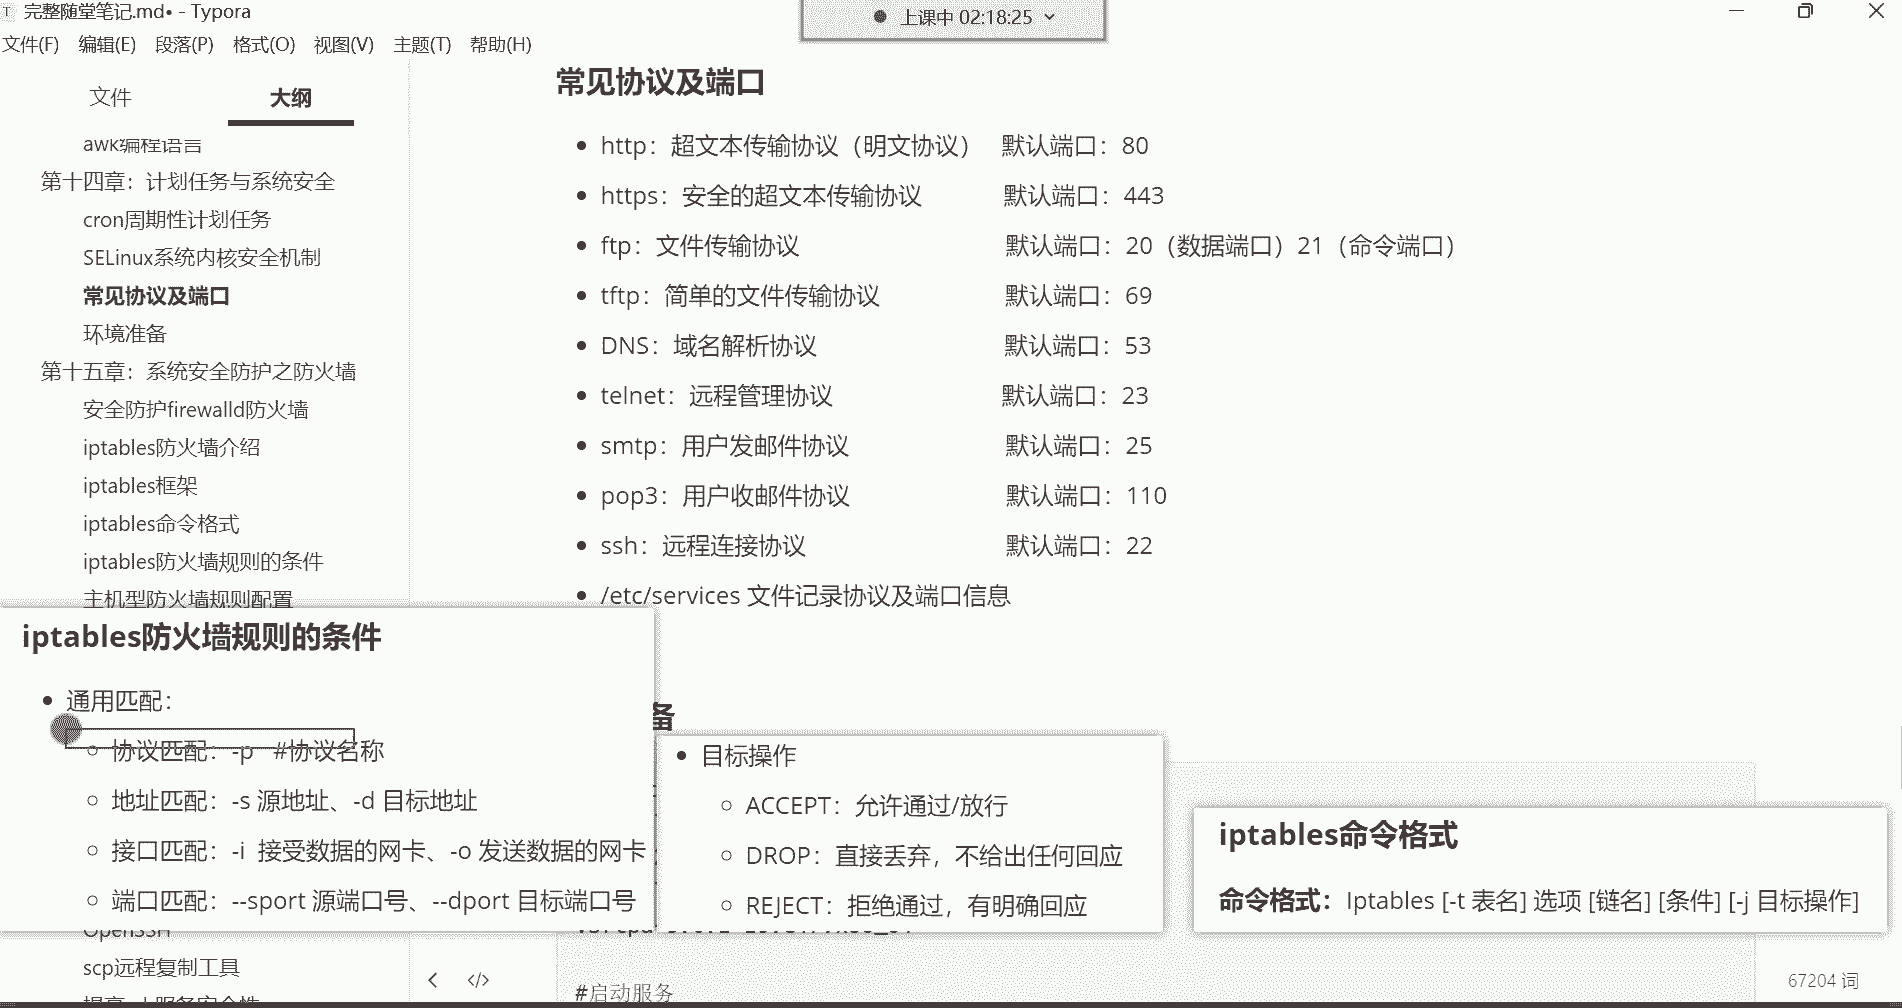 完整随堂笔记.md• - Typora
上课中 02:18:25
文件(F) 编辑(E) 段落(P) 格式(O) 视图(V) 主题(T) 帮助(H)
文件 大纲
awk编程语言
第十四章：计划任务与系统安全
cron周期性计划任务
SELinux系统内核安全机制
常见协议及端口
环境准备
第十五章：系统安全防护之防火墙
安全防护firewalld防火墙
iptables防火墙介绍
iptables框架
iptables命令格式
iptables防火墙规则的条件
主机型防火墙规则配置
常见协议及端口
• http：超文本传输协议（明文协议） 默认端口：80
• https：安全的超文本传输协议 默认端口：443
• ftp：文件传输协议 默认端口：20（数据端口）21（命令端口）
• tftp：简单的文件传输协议 默认端口：69
• DNS：域名解析协议 默认端口：53
• telnet：远程管理协议 默认端口：23
• smtp：用户发邮件协议 默认端口：25
• pop3：用户收邮件协议 默认端口：110
• ssh：远程连接协议 默认端口：22
• /etc/services 文件记录协议及端口信息
备
iptables防火墙规则的条件
• 通用匹配：
○ 协议匹配：-p #协议名称
○ 地址匹配：-s 源地址、-d 目标地址
○ 接口匹配：-i 接受数据的网卡、-o 发送数据的网卡
○ 端口匹配：--sport 源端口号、--dport 目标端口号
• 目标操作
○ ACCEPT：允许通过/放行
○ DROP：直接丢弃，不给出任何回应
○ REJECT：拒绝通过，有明确回应
iptables命令格式
命令格式：Iptables [-t 表名] 选项 [链名] [条件] [-j 目标操作]
OpenSSH
scp远程复制工具
#启动服务
67204 词